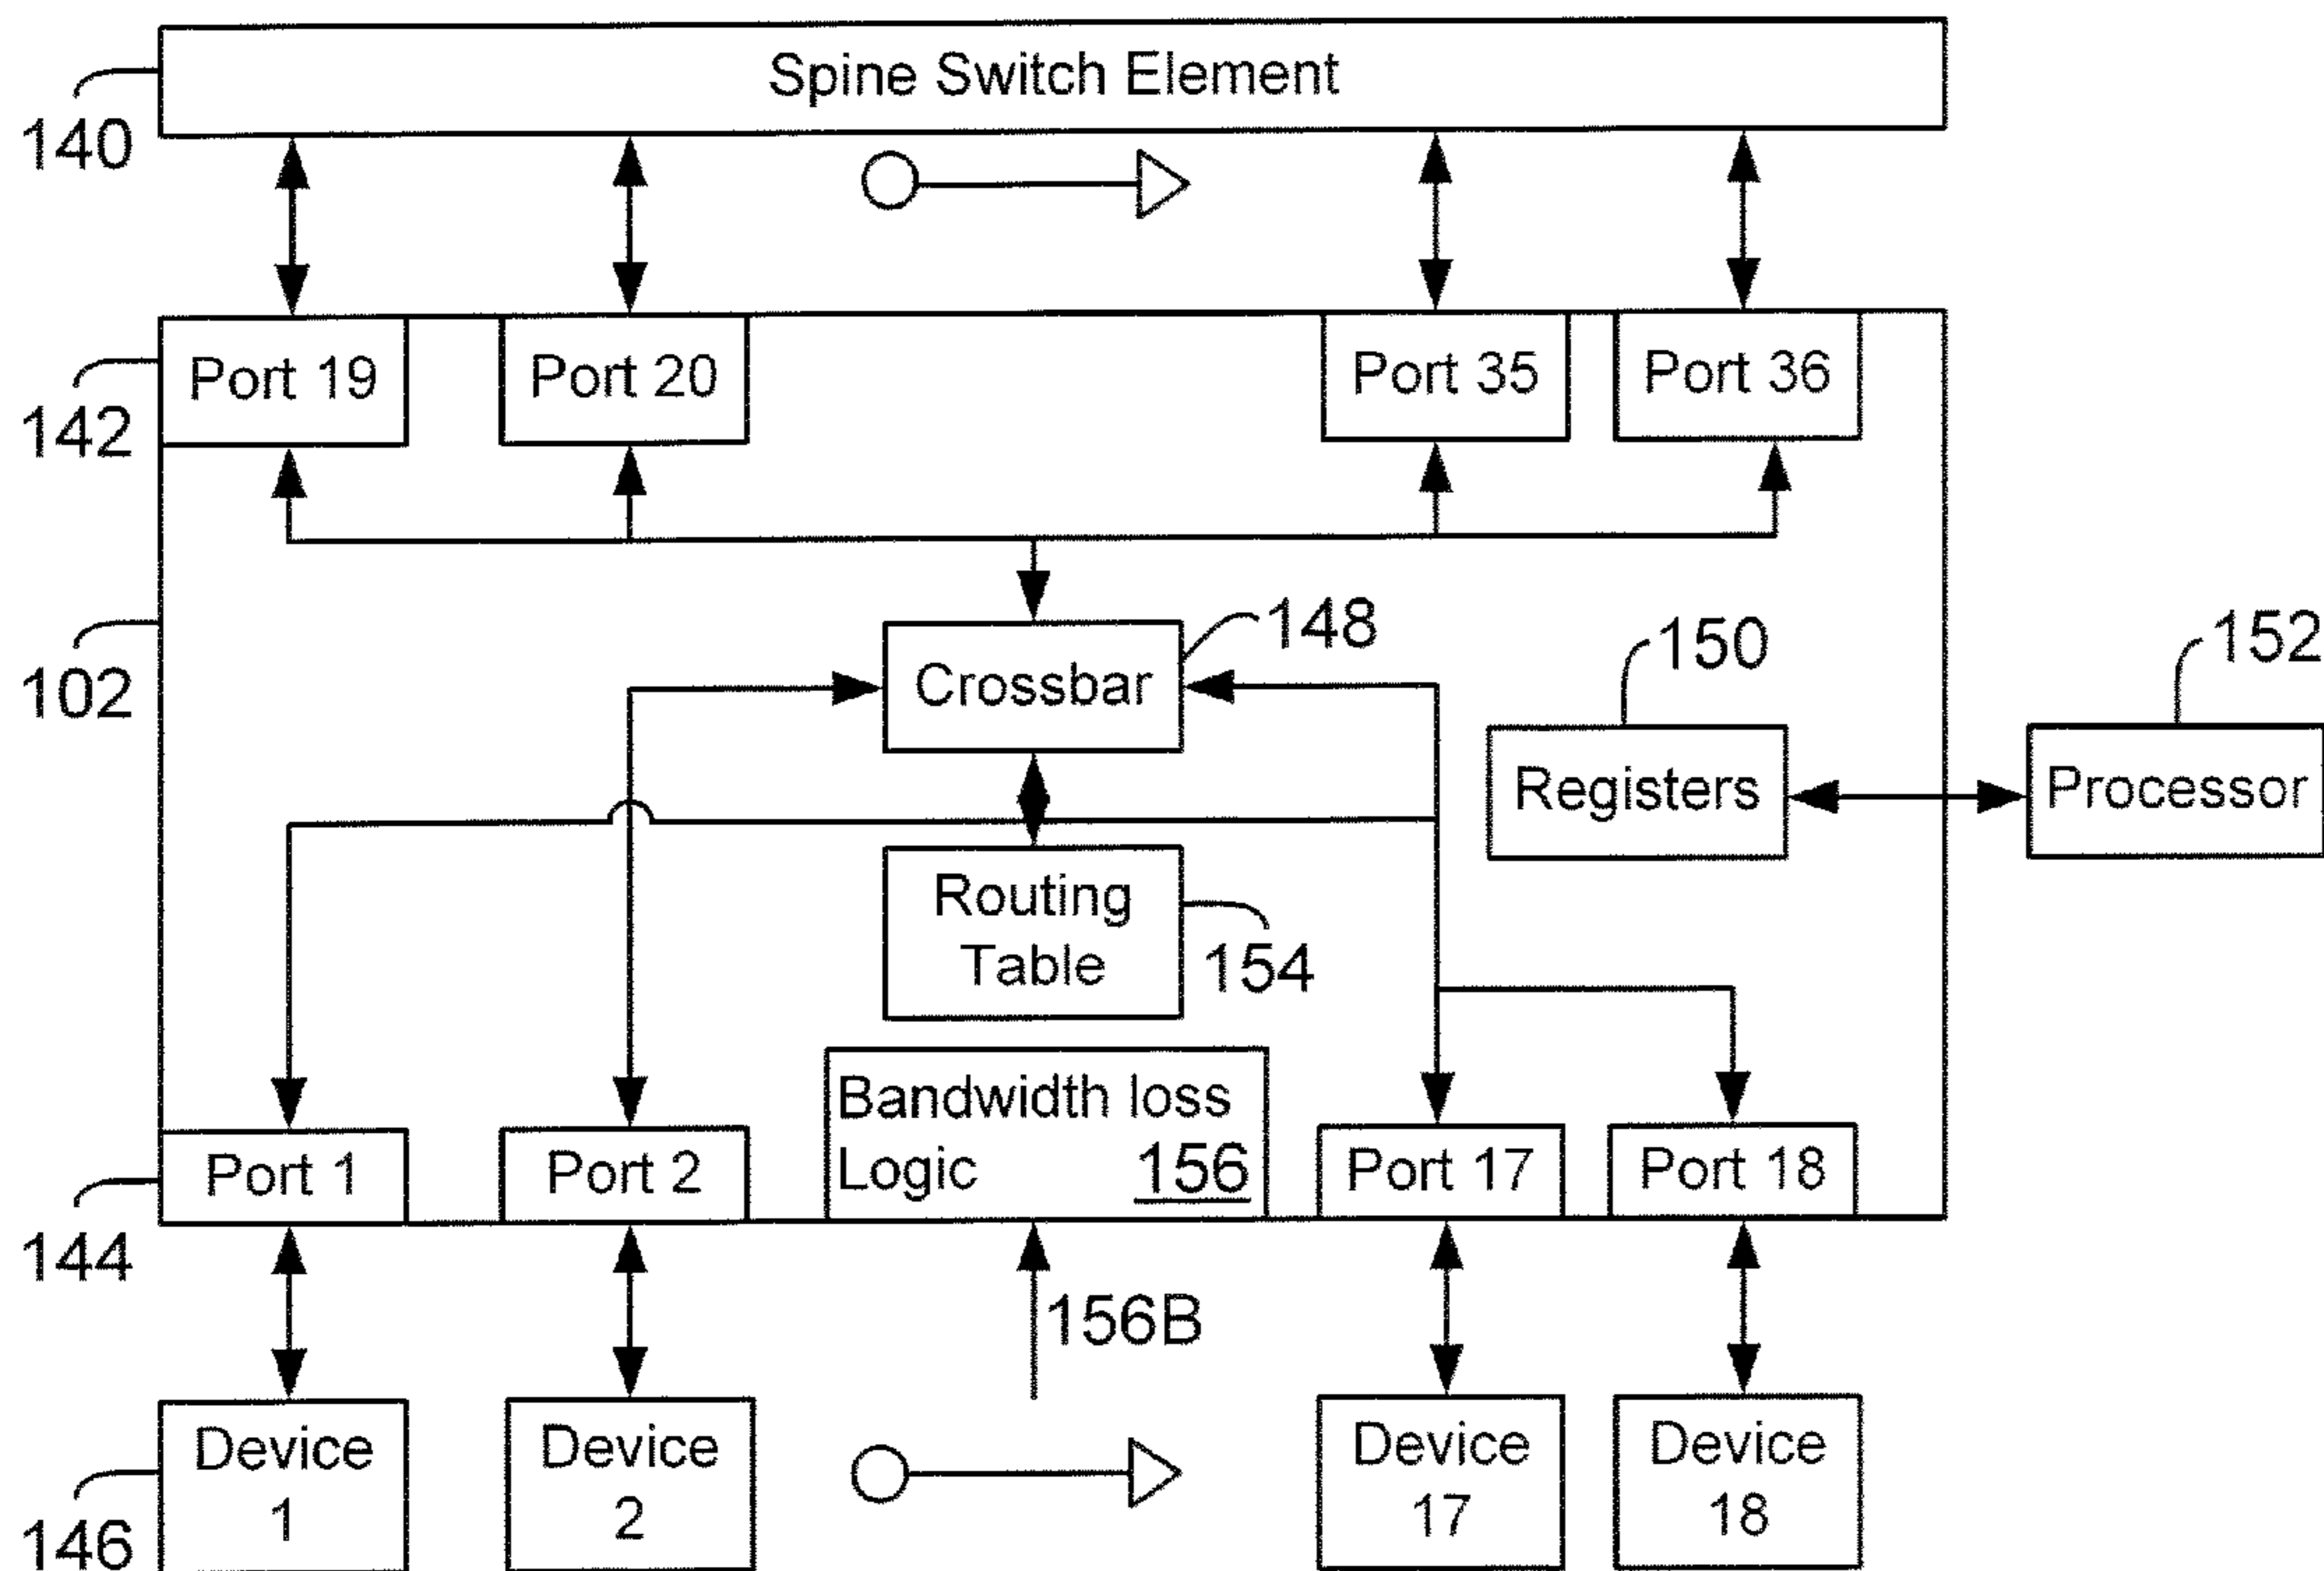 Spine Switch Element
140
Port 19
Port 20
Port 35
Port 36
142
148
150
152
102
Crossbar
Registers
Processor
Routing
Table
154
Bandwidth loss
Logic
156
Port 1
Port 2
Port 17
Port 18
144
156B
Device
1
Device
2
Device
17
Device
18
146